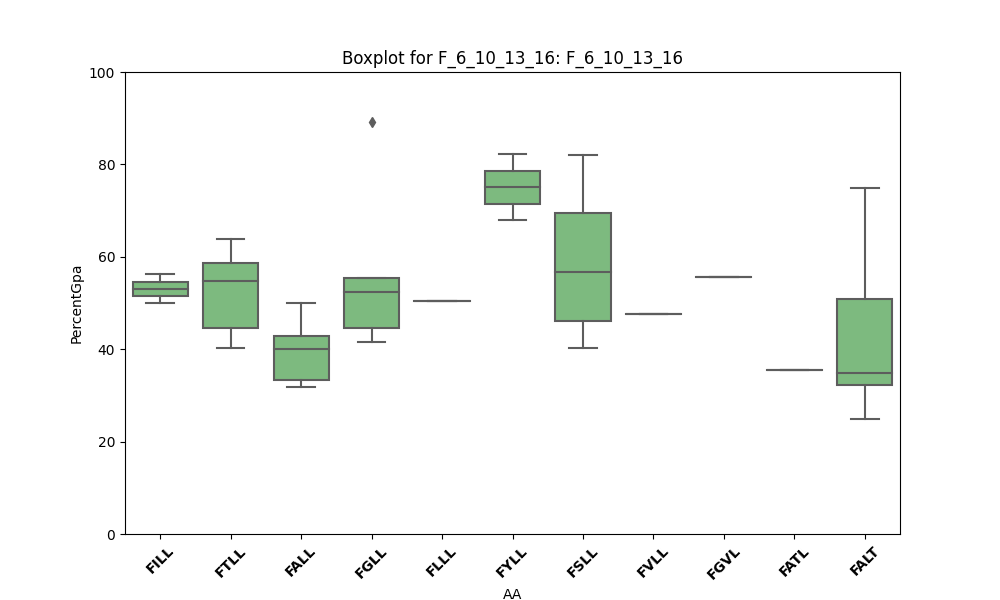 Boxplot for F_6_10_13_16: F_6_10_13_16
100
80
60
40
20
0
PercentGpa
FILL
FTLL
FALL
FGLL
FLLL
FYLL
FSLL
FVLL
FGVL
FATL
FALT
AA